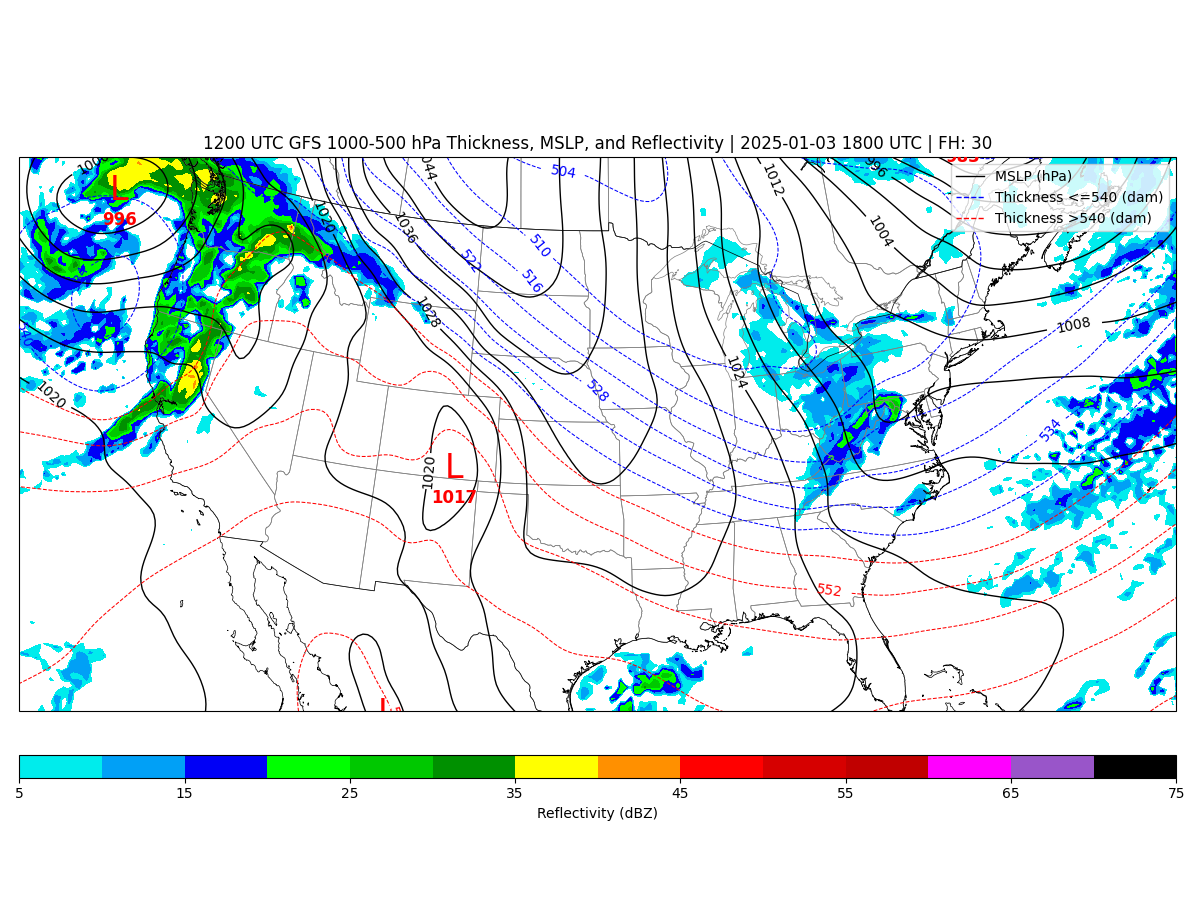 1200 UTC GFS 1000-500 hPa Thickness, MSLP, and Reflectivity | 2025-01-03 1800 UTC | FH: 30
MSLP (hPa)
Thickness <=540 (dam)
Thickness >540 (dam)
504
1012
996
1004
L
996
1020
1036
510
522
516
1028
1008
1020
1024
528
534
L
1020
1017
552
L
5 15 25 35 45 55 65 75
Reflectivity (dBZ)